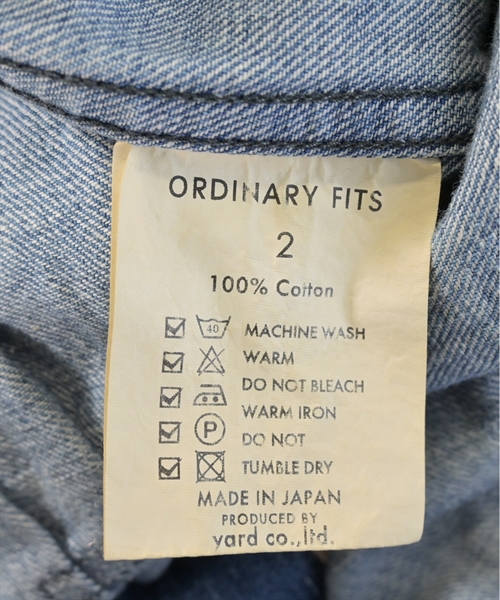 ORDINARY FITS
2
100% Cotton
40 MACHINE WASH
WARM
DO NOT BLEACH
WARM IRON
P DO NOT
TUMBLE DRY
MADE IN JAPAN
PRODUCED BY
yard co.,ltd.